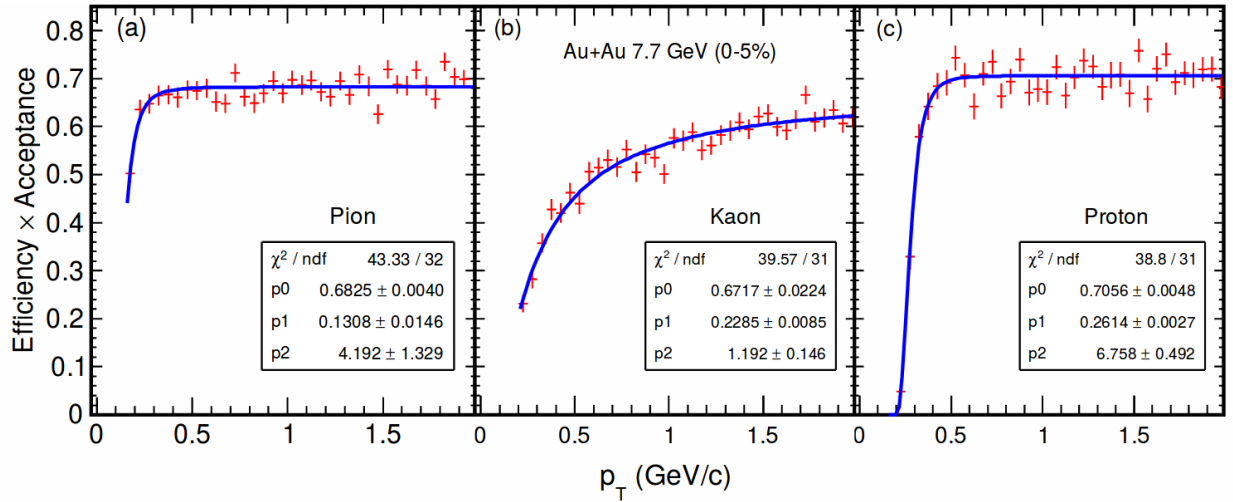 Efficiency × Acceptance
0.8
0.7
0.6
0.5
0.4
0.3
0.2
0.1
0
(a)
Pion
χ² / ndf 43.33 / 32
p0 0.6825 ± 0.0040
p1 0.1308 ± 0.0146
p2 4.192 ± 1.329
0 0.5 1 1.5
(b)
Au+Au 7.7 GeV (0-5%)
Kaon
χ² / ndf 39.57 / 31
p0 0.6717 ± 0.0224
p1 0.2285 ± 0.0085
p2 1.192 ± 0.146
0 0.5 1 1.5
(c)
Proton
χ² / ndf 38.8 / 31
p0 0.7056 ± 0.0048
p1 0.2614 ± 0.0027
p2 6.758 ± 0.492
0 0.5 1 1.5
p_T (GeV/c)